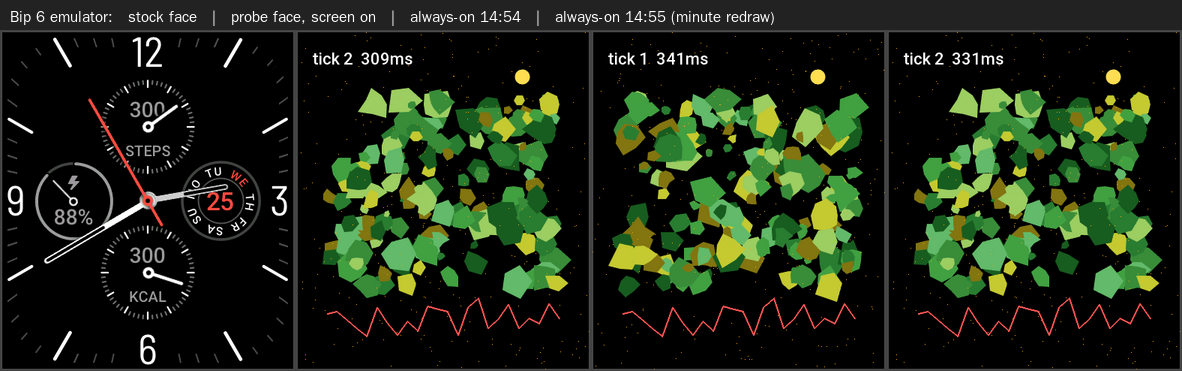 Bip 6 emulator: stock face | probe face, screen on | always-on 14:54 | always-on 14:55 (minute redraw)
12
300
STEPS
9
88%
MO TU WE TH FR SA SU
25
3
300
KCAL
6
tick 2 309ms
tick 1 341ms
tick 2 331ms